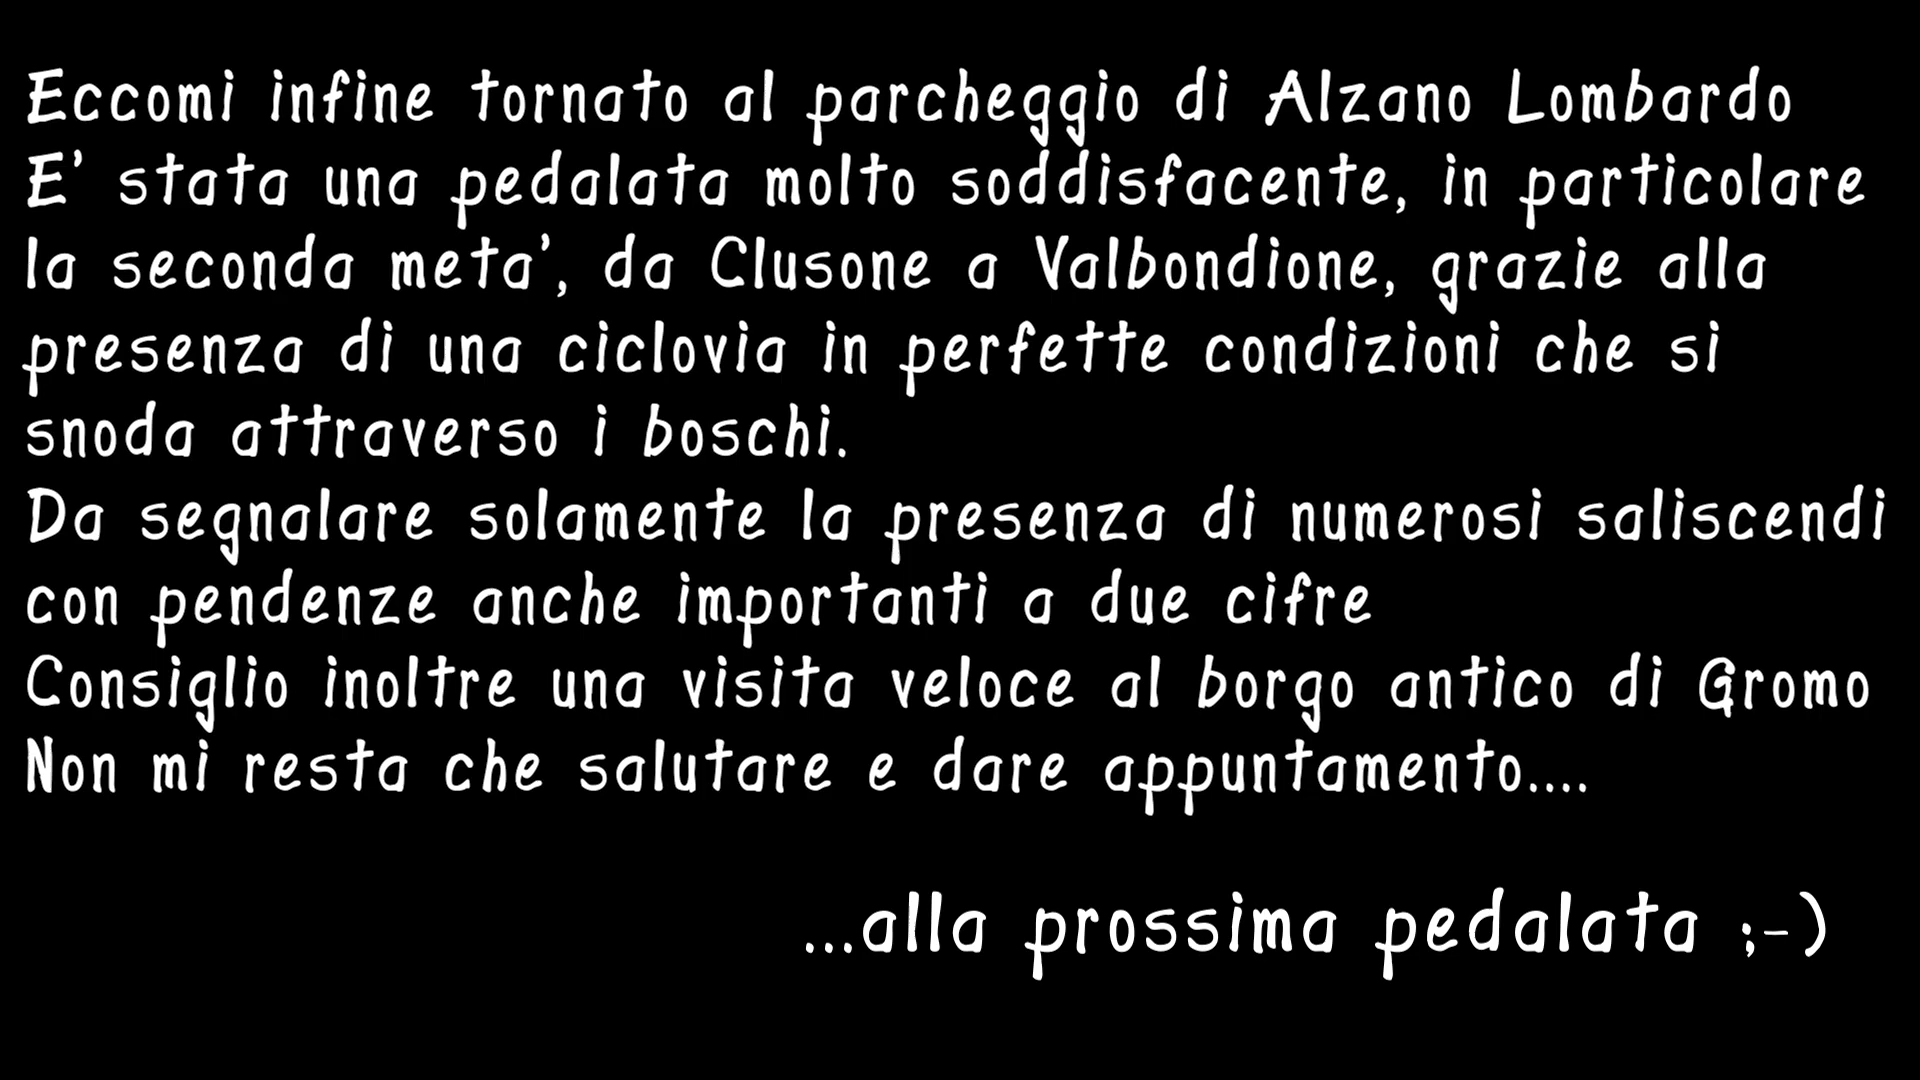 Eccomi infine tornato al parcheggio di Alzano Lombardo
E' stata una pedalata molto soddisfacente, in particolare
la seconda meta', da Clusone a Valbondione, grazie alla
presenza di una ciclovia in perfette condizioni che si
snoda attraverso i boschi.
Da segnalare solamente la presenza di numerosi saliscendi
con pendenze anche importanti a due cifre
Consiglio inoltre una visita veloce al borgo antico di Gromo
Non mi resta che salutare e dare appuntamento....
...alla prossima pedalata ;-)